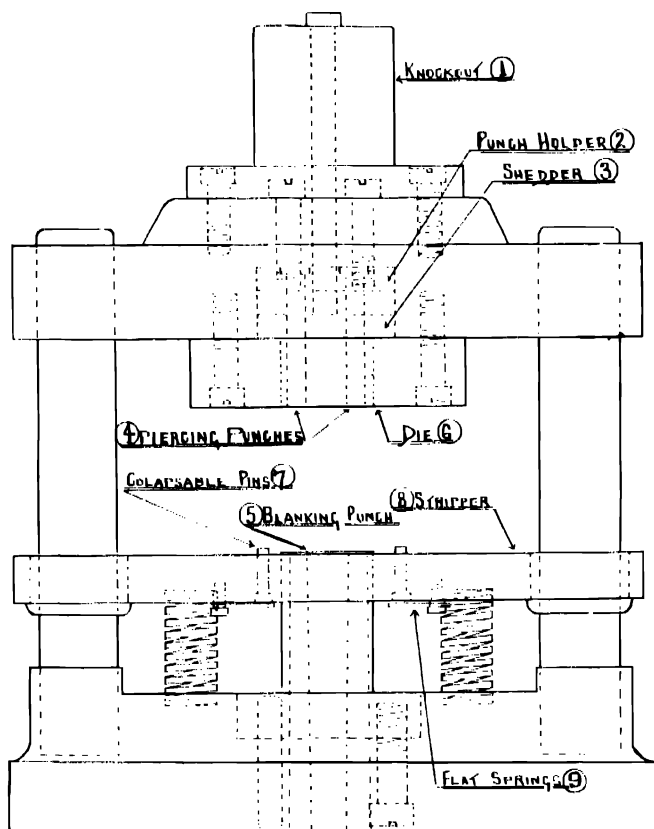 KNOCKOUT 1
PUNCH HOLDER 2
SHEDDER 3
4 PIERCING PUNCHES
DIE 6
COLAPSABLE PINS 7
5 BLANKING PUNCH
8 STRIPPER
FLAT SPRINGS 9